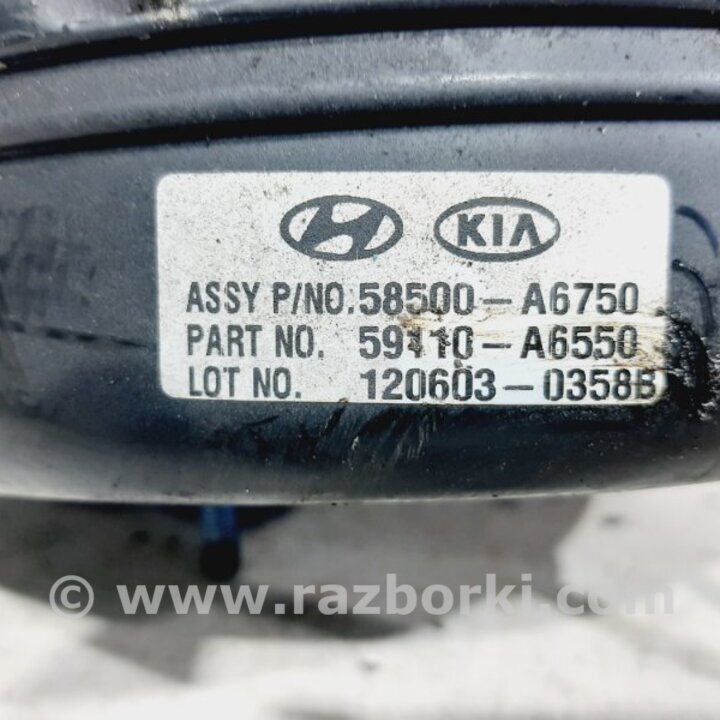 KIA
ASSY P/NO. 58500-A6750
PART NO. 59110-A6550
LOT NO. 120603-0358B
© www.razborki.com